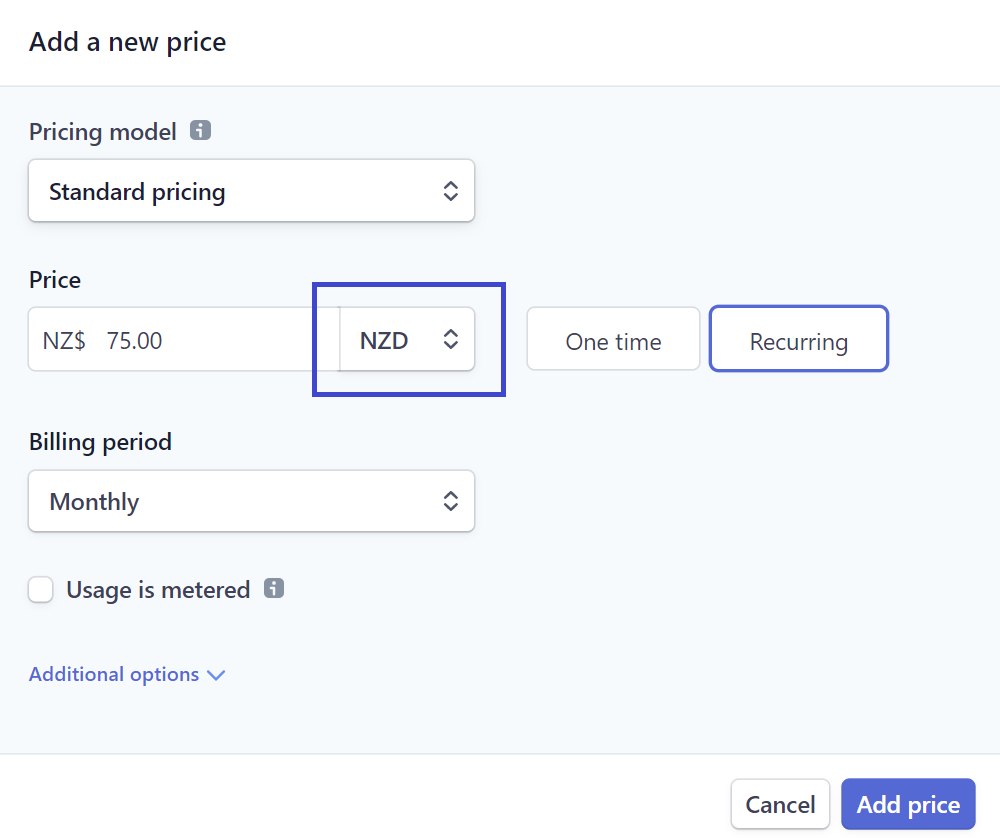 Add a new price
Pricing model
Standard pricing
Price
NZ$ 75.00 NZD One time Recurring
Billing period
Monthly
Usage is metered
Additional options
Cancel Add price